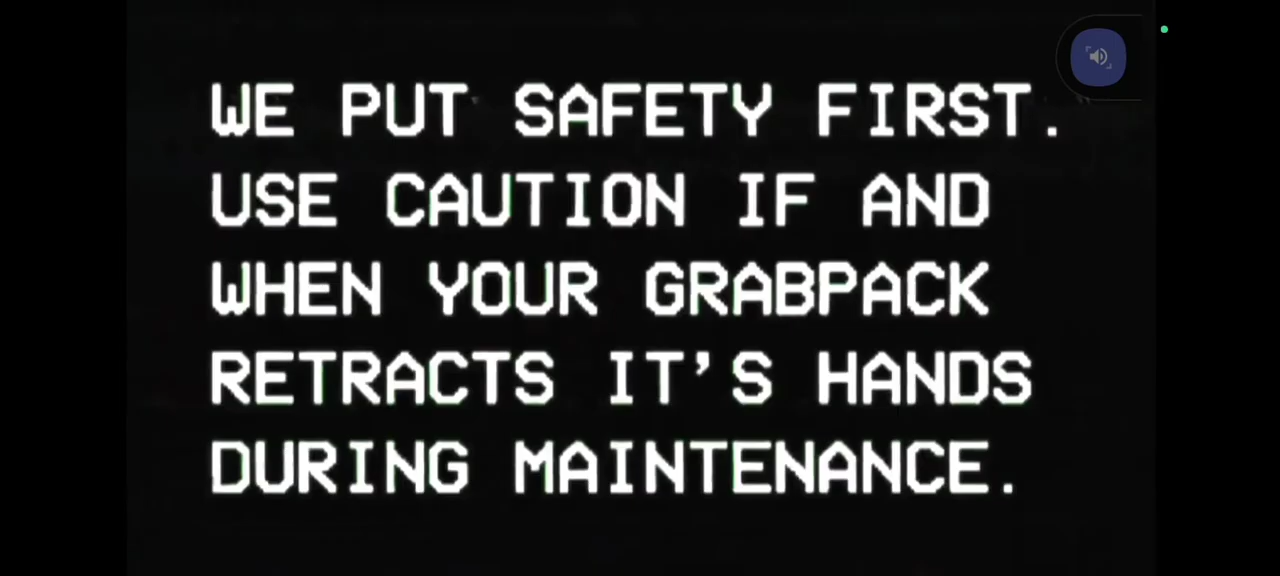 WE PUT SAFETY FIRST.
USE CAUTION IF AND
WHEN YOUR GRABPACK
RETRACTS IT'S HANDS
DURING MAINTENANCE.